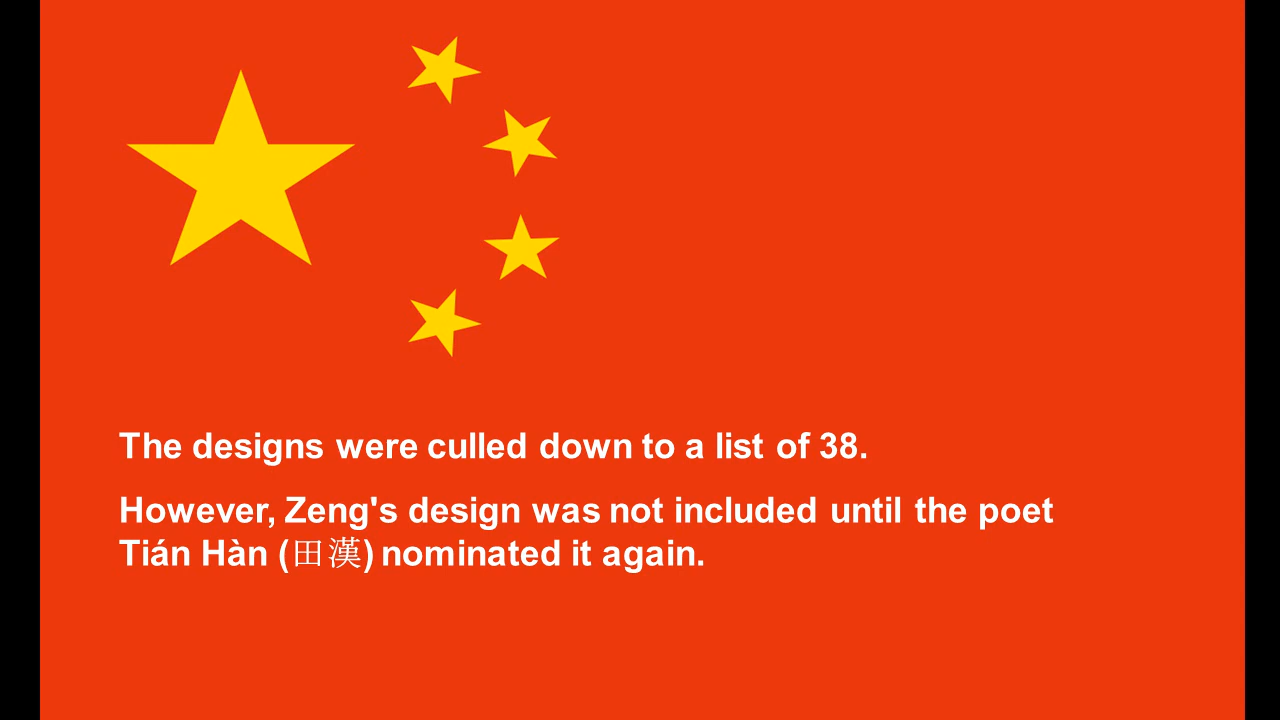 The designs were culled down to a list of 38.
However, Zeng's design was not included until the poet
Tián Hàn (田漢) nominated it again.